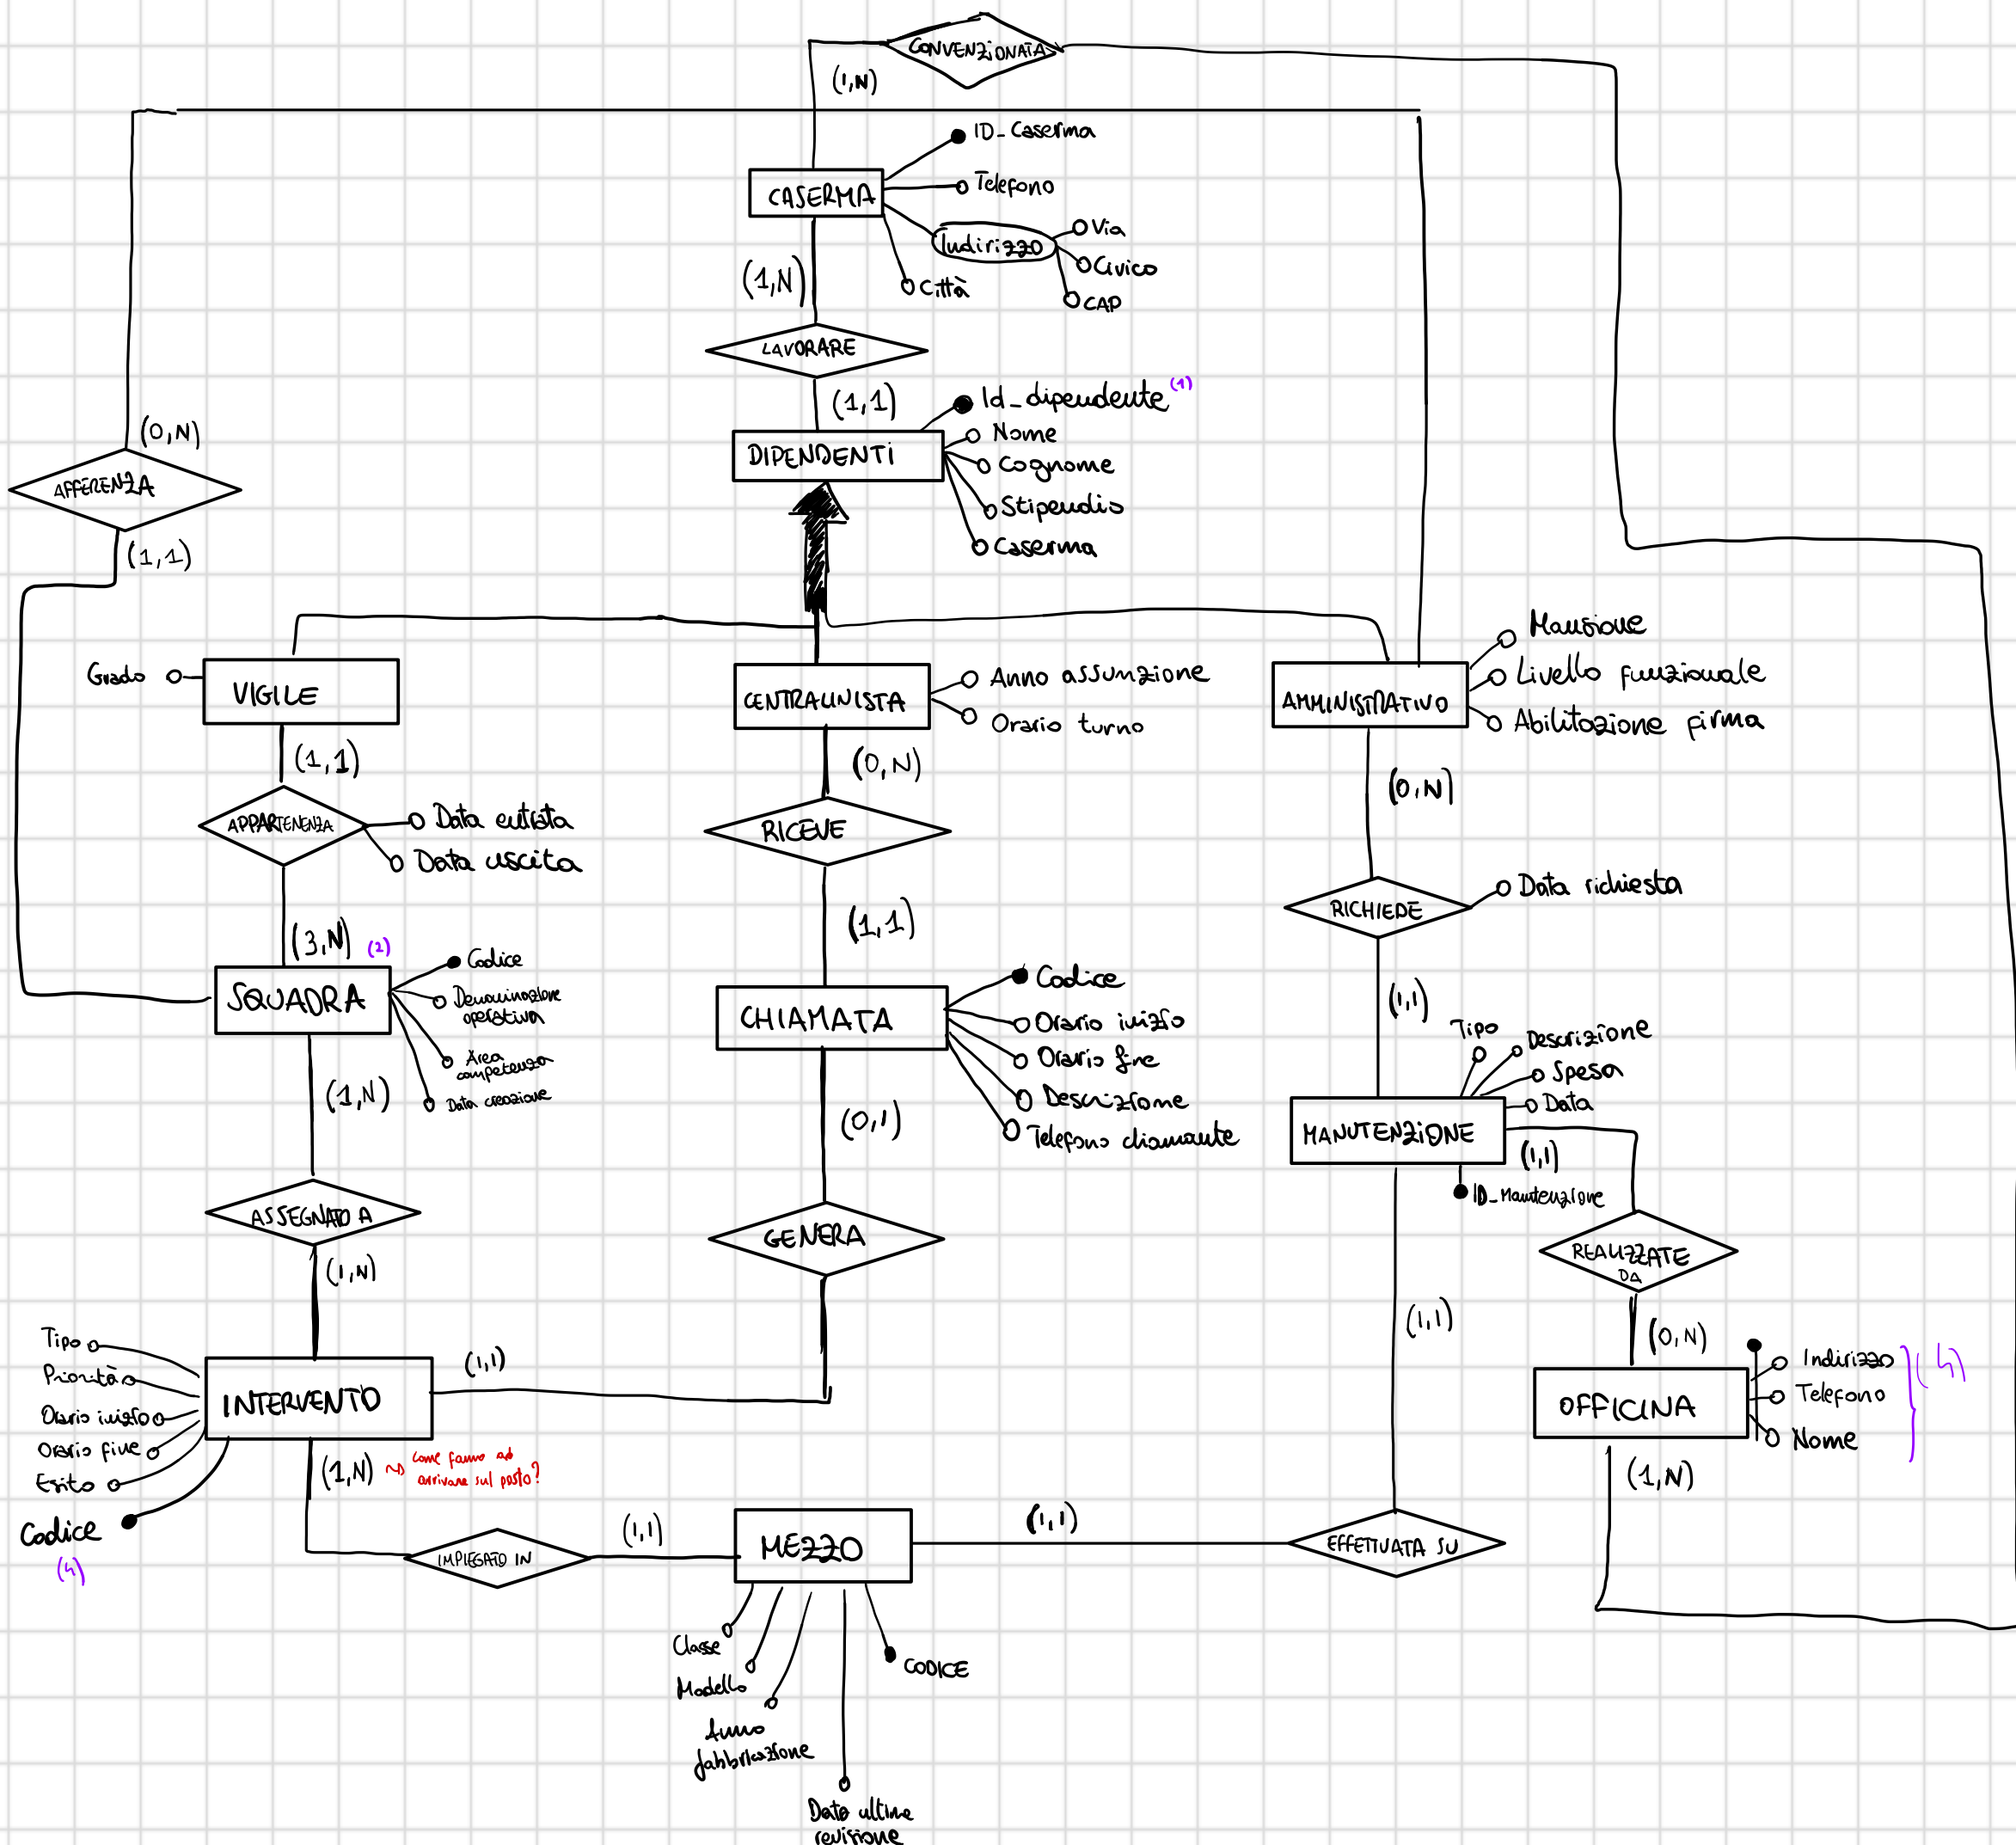 CONVENZIONATA
(1,N)
ID_Caserma
Telefono
CASERMA
Indirizzo
Via
Civico
CAP
Città
(1,N)
LAVORARE
(1,1)
Id_dipendente (1)
Nome
DIPENDENTI
Cognome
Stipendio
Caserma
(0,N)
AFFERENZA
(1,1)
Grado
VIGILE
CENTRALINISTA
Anno assunzione
Orario turno
AMMINISTRATIVO
Mansione
Livello funzionale
Abilitazione firma
(1,1)
(0,N)
(0,N)
APPARTENENZA
Data entrata
Data uscita
RICEVE
RICHIEDE
Data richiesta
(3,N) (2)
(1,1)
(1,1)
SQUADRA
Codice
Denominazione
operativa
Area
competenza
Data creazione
CHIAMATA
Codice
Orario inizio
Orario fine
Descrizione
Telefono chiamante
Tipo
Descrizione
Spesa
Data
MANUTENZIONE
(1,1)
ID_Manutenzione
(1,N)
(0,1)
ASSEGNATO A
GENERA
REALIZZATE
DA
(1,N)
(1,1)
(0,N)
Tipo
Priorità
Orario inizio
Orario fine
Esito
Codice
(4)
INTERVENTO
(1,1)
OFFICINA
Indirizzo
Telefono
Nome
(4)
(1,N)
come fanno ad
arrivare sul posto?
(1,N)
IMPIEGATO IN
(1,1)
MEZZO
(1,1)
EFFETTUATA SU
Classe
Modello
Anno
fabbricazione
Data ultima
revisione
CODICE